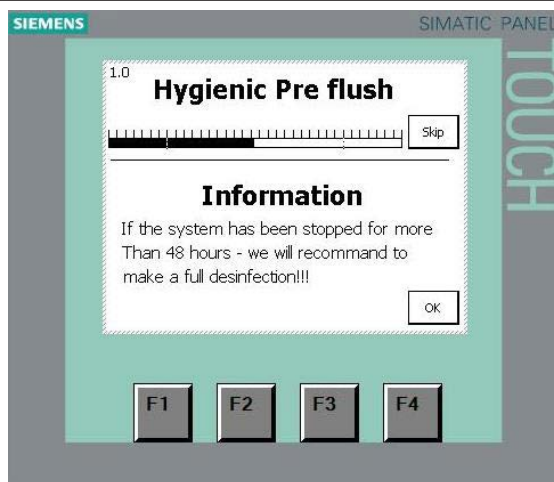 SIEMENS
SIMATIC PANEL
TOUCH
1.0
Hygienic Pre flush
Skip
Information
If the system has been stopped for more
Than 48 hours - we will recommand to
make a full desinfection!!!
OK
F1 F2 F3 F4